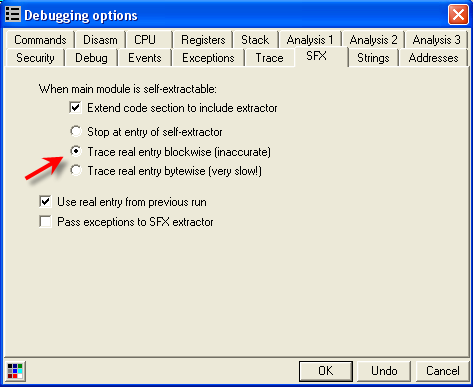 Debugging options
Commands Disasm CPU Registers Stack Analysis 1 Analysis 2 Analysis 3
Security Debug Events Exceptions Trace SFX Strings Addresses
When main module is self-extractable:
Extend code section to include extractor
Stop at entry of self-extractor
Trace real entry blockwise (inaccurate)
Trace real entry bytewise (very slow!)
Use real entry from previous run
Pass exceptions to SFX extractor
OK Undo Cancel